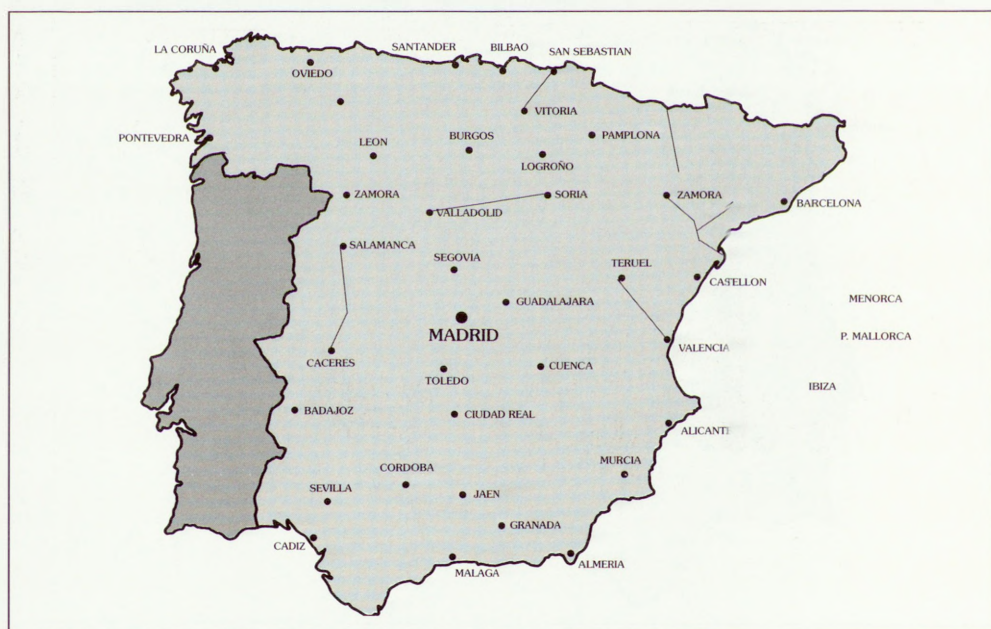 LA CORUÑA
SANTANDER
BILBAO
SAN SEBASTIAN
OVIEDO
VITORIA
PONTEVEDRA
LEON
BURGOS
PAMPLONA
LOGROÑO
ZAMORA
SORIA
ZAMORA
BARCELONA
VALLADOLID
SALAMANCA
SEGOVIA
TERUEL
CASTELLON
GUADALAJARA
MENORCA
MADRID
P. MALLORCA
VALENCIA
CACERES
CUENCA
TOLEDO
IBIZA
BADAJOZ
CIUDAD REAL
ALICANTE
MURCIA
CORDOBA
SEVILLA
JAEN
GRANADA
CADIZ
ALMERIA
MALAGA